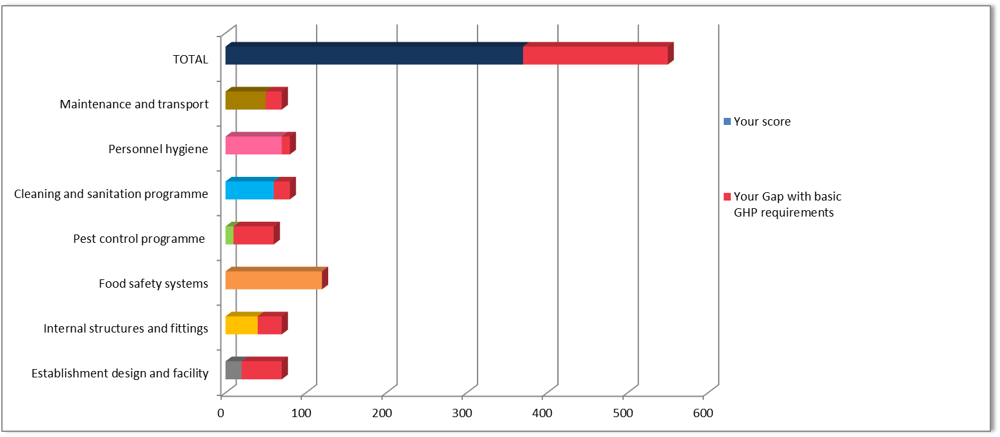 TOTAL
Maintenance and transport
Personnel hygiene
Cleaning and sanitation programme
Pest control programme
Food safety systems
Internal structures and fittings
Establishment design and facility
0 100 200 300 400 500 600
Your score
Your Gap with basic
GHP requirements